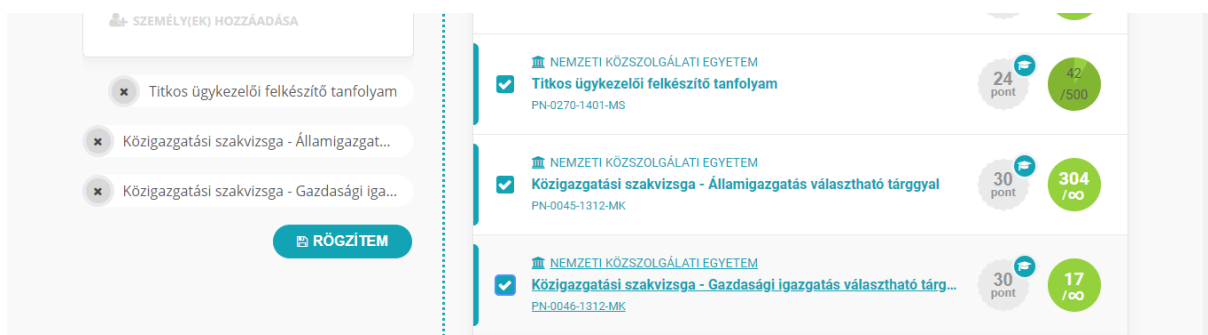 SZEMÉLY(EK) HOZZÁADÁSA
Titkos ügykezelői felkészítő tanfolyam
Közigazgatási szakvizsga - Államigazgat...
Közigazgatási szakvizsga - Gazdasági iga...
RÖGZÍTEM
NEMZETI KÖZSZOLGÁLATI EGYETEM
Titkos ügykezelői felkészítő tanfolyam
PN-0270-1401-MS
24
pont
42
/500
NEMZETI KÖZSZOLGÁLATI EGYETEM
Közigazgatási szakvizsga - Államigazgatás választható tárggyal
PN-0045-1312-MK
30
pont
304
/∞
NEMZETI KÖZSZOLGÁLATI EGYETEM
Közigazgatási szakvizsga - Gazdasági igazgatás választható tárg...
PN-0046-1312-MK
30
pont
17
/∞